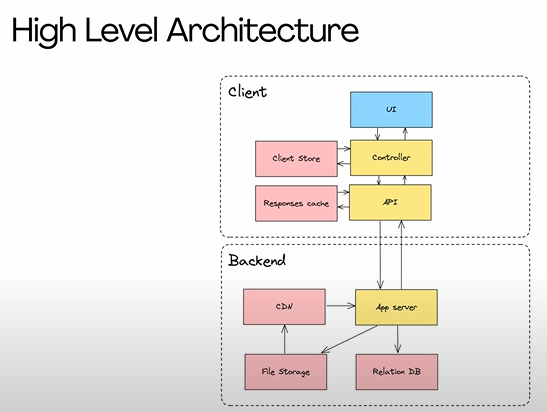 High Level Architecture
Client
UI
Client Store
Controller
Responses cache
API
Backend
CDN
App server
File Storage
Relation DB